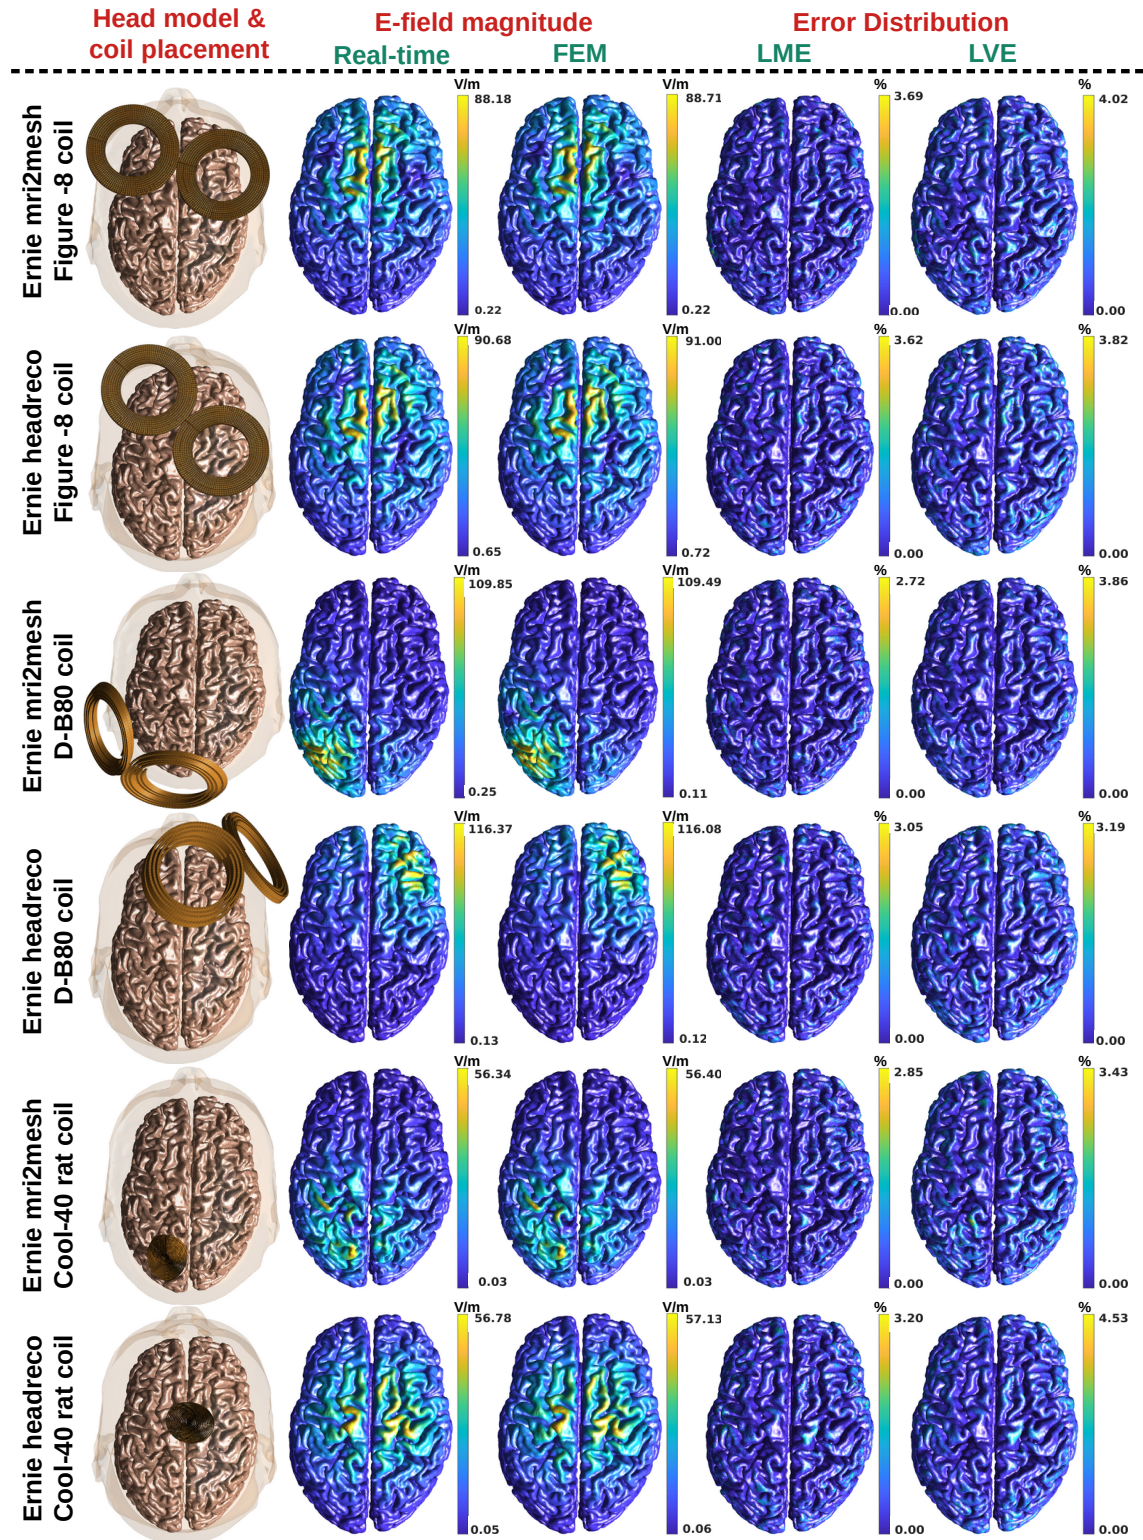 Head model &
coil placement
E-field magnitude
Error Distribution
Real-time
FEM
LME
LVE
Ernie mri2mesh
Figure -8 coil
V/m
88.18
0.22
V/m
88.71
0.22
%
3.69
0.00
%
4.02
0.00
Ernie headreco
Figure -8 coil
V/m
90.68
0.65
V/m
91.00
0.72
%
3.62
0.00
%
3.82
0.00
Ernie mri2mesh
D-B80 coil
V/m
109.85
0.25
V/m
109.49
0.11
%
2.72
0.00
%
3.86
0.00
Ernie headreco
D-B80 coil
V/m
116.37
0.13
V/m
116.08
0.12
%
3.05
0.00
%
3.19
0.00
Ernie mri2mesh
Cool-40 rat coil
V/m
56.34
0.03
V/m
56.40
0.03
%
2.85
0.00
%
3.43
0.00
Ernie headreco
Cool-40 rat coil
V/m
56.78
0.05
V/m
57.13
0.06
%
3.20
0.00
%
4.53
0.00